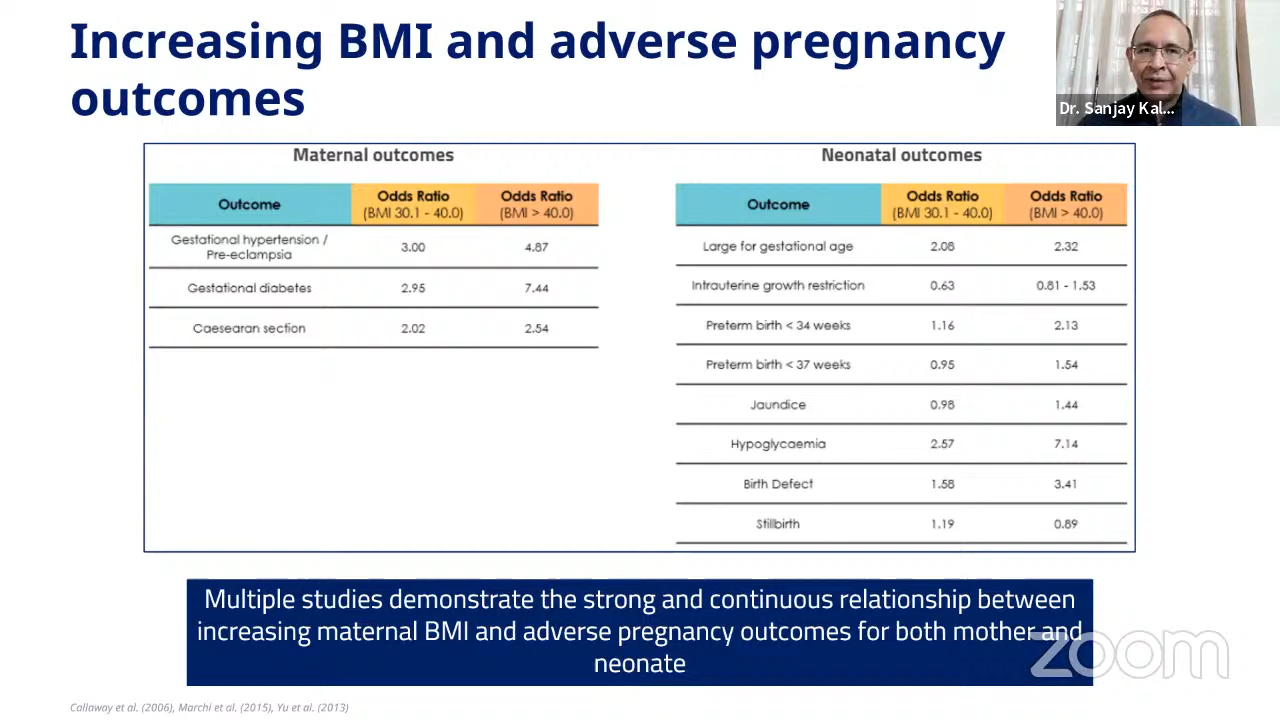 Increasing BMI and adverse pregnancy
outcomes
Dr. Sanjay Kal...
Maternal outcomes
Outcome Odds Ratio (BMI 30.1 - 40.0) Odds Ratio (BMI > 40.0)
Gestational hypertension /
Pre-eclampsia 3.00 4.87
Gestational diabetes 2.95 7.44
Caesearan section 2.02 2.54
Neonatal outcomes
Outcome Odds Ratio (BMI 30.1 - 40.0) Odds Ratio (BMI > 40.0)
Large for gestational age 2.08 2.32
Intrauterine growth restriction 0.63 0.81 - 1.53
Preterm birth < 34 weeks 1.16 2.13
Preterm birth < 37 weeks 0.95 1.54
Jaundice 0.98 1.44
Hypoglycaemia 2.57 7.14
Birth Defect 1.58 3.41
Stillbirth 1.19 0.89
Multiple studies demonstrate the strong and continuous relationship between
increasing maternal BMI and adverse pregnancy outcomes for both mother and
neonate
zoom
Callaway et al. (2006), Marchi et al. (2015), Yu et al. (2013)